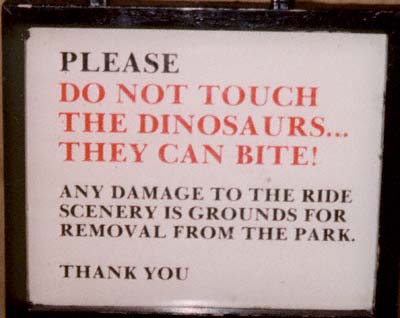 PLEASE
DO NOT TOUCH
THE DINOSAURS...
THEY CAN BITE!
ANY DAMAGE TO THE RIDE
SCENERY IS GROUNDS FOR
REMOVAL FROM THE PARK.
THANK YOU